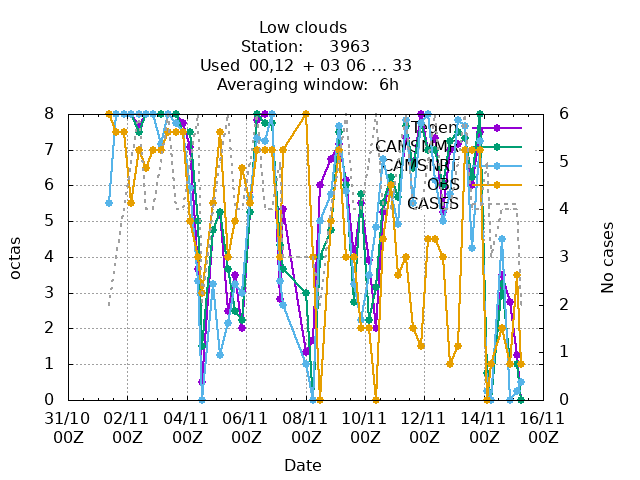 Low clouds
Station: 3963
Used 00,12 + 03 06 ... 33
Averaging window: 6h
8 6
7 5
6
5 4
4 3
3 2
2
1 1
0 0
Tegen
CAMSNRT
OBS
CASES
octas
No cases
31/10 02/11 04/11 06/11 08/11 10/11 12/11 14/11 16/11
00Z 00Z 00Z 00Z 00Z 00Z 00Z 00Z 00Z
Date